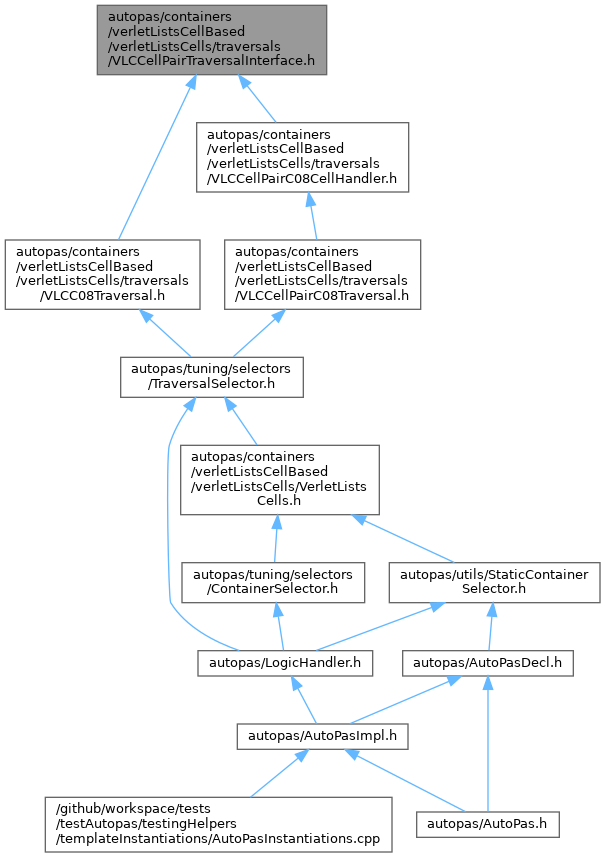 autopas/containers
/verletListsCellBased
/verletListsCells/traversals
/VLCCellPairTraversalInterface.h
autopas/containers
/verletListsCellBased
/verletListsCells/traversals
/VLCCellPairC08CellHandler.h
autopas/containers
/verletListsCellBased
/verletListsCells/traversals
/VLCC08Traversal.h
autopas/containers
/verletListsCellBased
/verletListsCells/traversals
/VLCCellPairC08Traversal.h
autopas/tuning/selectors
/TraversalSelector.h
autopas/containers
/verletListsCellBased
/verletListsCells/VerletLists
Cells.h
autopas/tuning/selectors
/ContainerSelector.h
autopas/utils/StaticContainer
Selector.h
autopas/LogicHandler.h
autopas/AutoPasDecl.h
autopas/AutoPasImpl.h
/github/workspace/tests
/testAutopas/testingHelpers
/templateInstantiations/AutoPasInstantiations.cpp
autopas/AutoPas.h